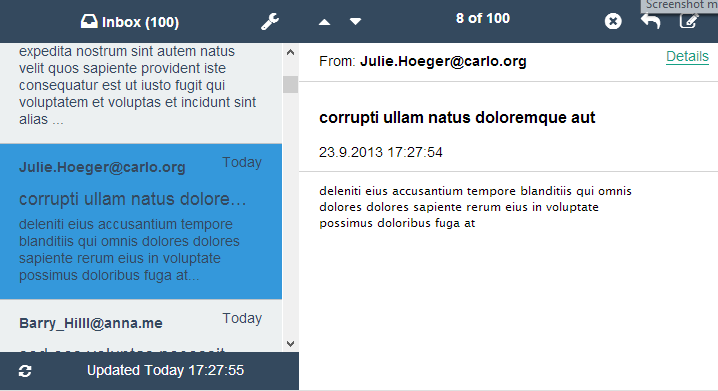 Inbox (100)
expedita nostrum sint autem natus
velit quos sapiente provident iste
consequatur est ut iusto fugit qui
voluptatem et voluptas et incidunt sint
alias ...
Julie.Hoeger@carlo.org
Today
corrupti ullam natus dolore...
deleniti eius accusantium tempore
blanditiis qui omnis dolores dolores
sapiente rerum eius in voluptate
possimus doloribus fuga at...
Barry_Hilll@anna.me
Today
Updated Today 17:27:55
8 of 100
Screenshot m
From: Julie.Hoeger@carlo.org
Details
corrupti ullam natus doloremque aut
23.9.2013 17:27:54
deleniti eius accusantium tempore blanditiis qui omnis
dolores dolores sapiente rerum eius in voluptate
possimus doloribus fuga at